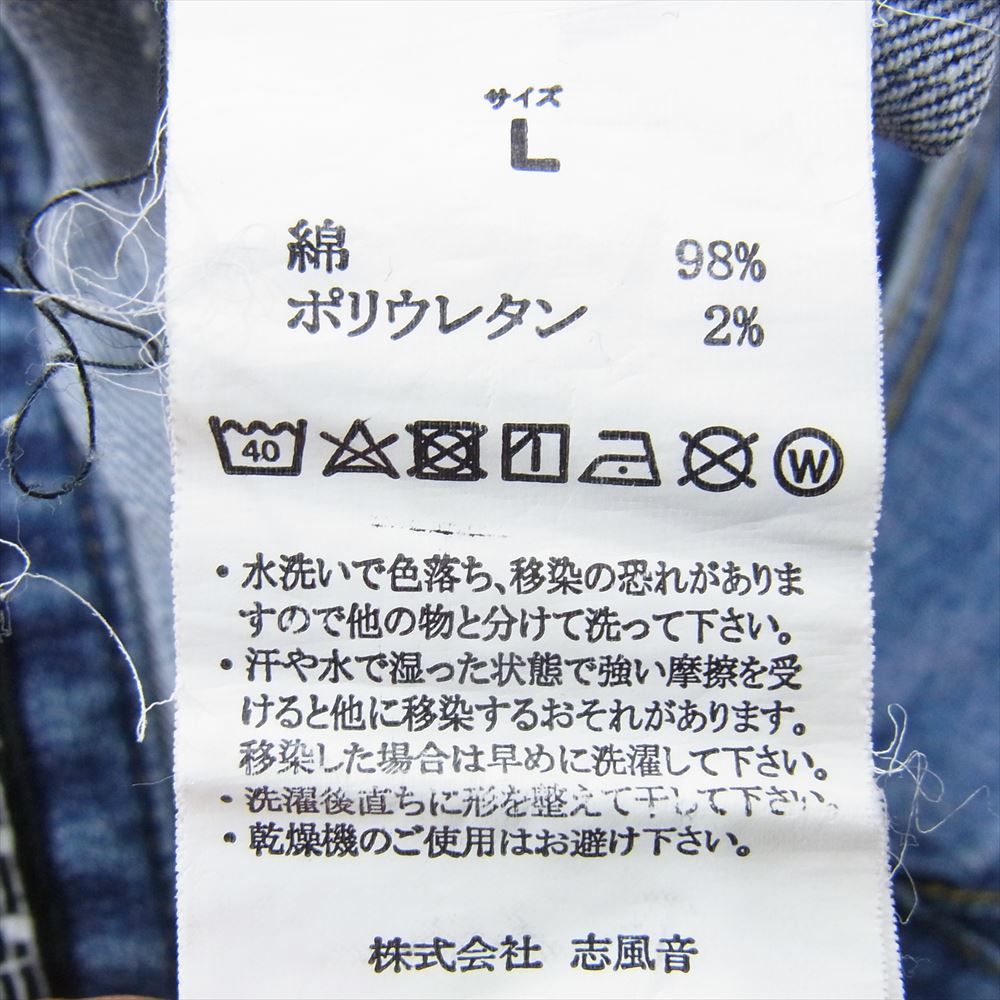 サイズ
L
綿 98%
ポリウレタン 2%
40 W
・水洗いで色落ち、移染の恐れがありま
すので他の物と分けて洗って下さい。
・汗や水で湿った状態で強い摩擦を受
けると他に移染するおそれがあります。
移染した場合は早めに洗濯して下さい。
・洗濯後直ちに形を整えて干して下さい。
・乾燥機のご使用はお避け下さい。
株式会社 志風音